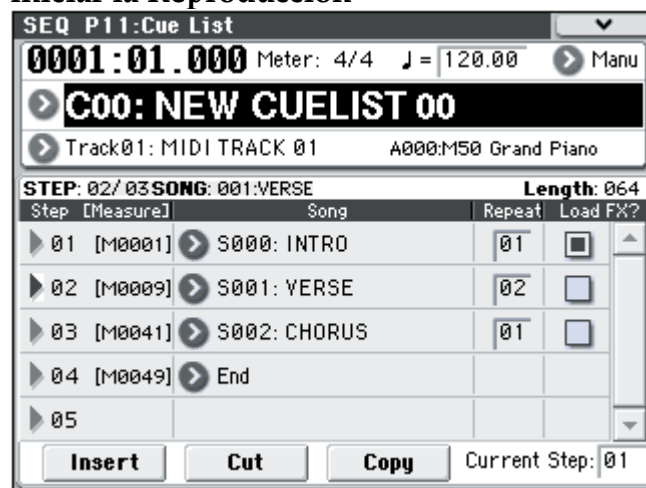 Iniciar la Reproducción
SEQ P11:Cue List
0001:01.000 Meter: 4/4 ♩= 120.00 Manu
C00: NEW CUELIST 00
Track01: MIDI TRACK 01 A000:M50 Grand Piano
STEP: 02/03 SONG: 001:VERSE Length: 064
Step [Measure] Song Repeat Load FX?
01 [M0001] S000: INTRO 01
02 [M0009] S001: VERSE 02
03 [M0041] S002: CHORUS 01
04 [M0049] End
05
Insert Cut Copy Current Step: 01